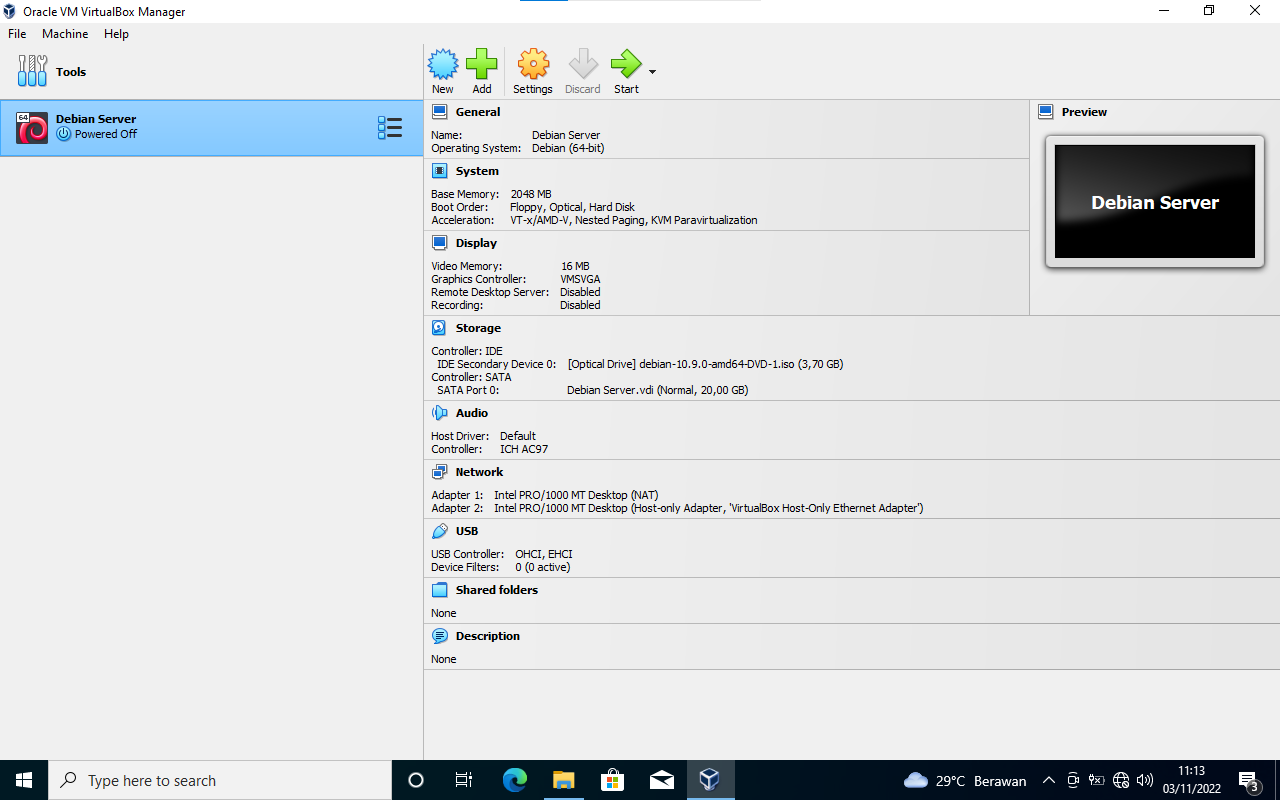 Oracle VM VirtualBox Manager
File Machine Help
Tools
New Add Settings Discard Start
64
Debian Server
Powered Off
General
Name: Debian Server
Operating System: Debian (64-bit)
System
Base Memory: 2048 MB
Boot Order: Floppy, Optical, Hard Disk
Acceleration: VT-x/AMD-V, Nested Paging, KVM Paravirtualization
Display
Video Memory: 16 MB
Graphics Controller: VMSVGA
Remote Desktop Server: Disabled
Recording: Disabled
Preview
Debian Server
Storage
Controller: IDE
IDE Secondary Device 0: [Optical Drive] debian-10.9.0-amd64-DVD-1.iso (3,70 GB)
Controller: SATA
SATA Port 0: Debian Server.vdi (Normal, 20,00 GB)
Audio
Host Driver: Default
Controller: ICH AC97
Network
Adapter 1: Intel PRO/1000 MT Desktop (NAT)
Adapter 2: Intel PRO/1000 MT Desktop (Host-only Adapter, 'VirtualBox Host-Only Ethernet Adapter')
USB
USB Controller: OHCI, EHCI
Device Filters: 0 (0 active)
Shared folders
None
Description
None
Type here to search
29°C Berawan
11:13
03/11/2022
3